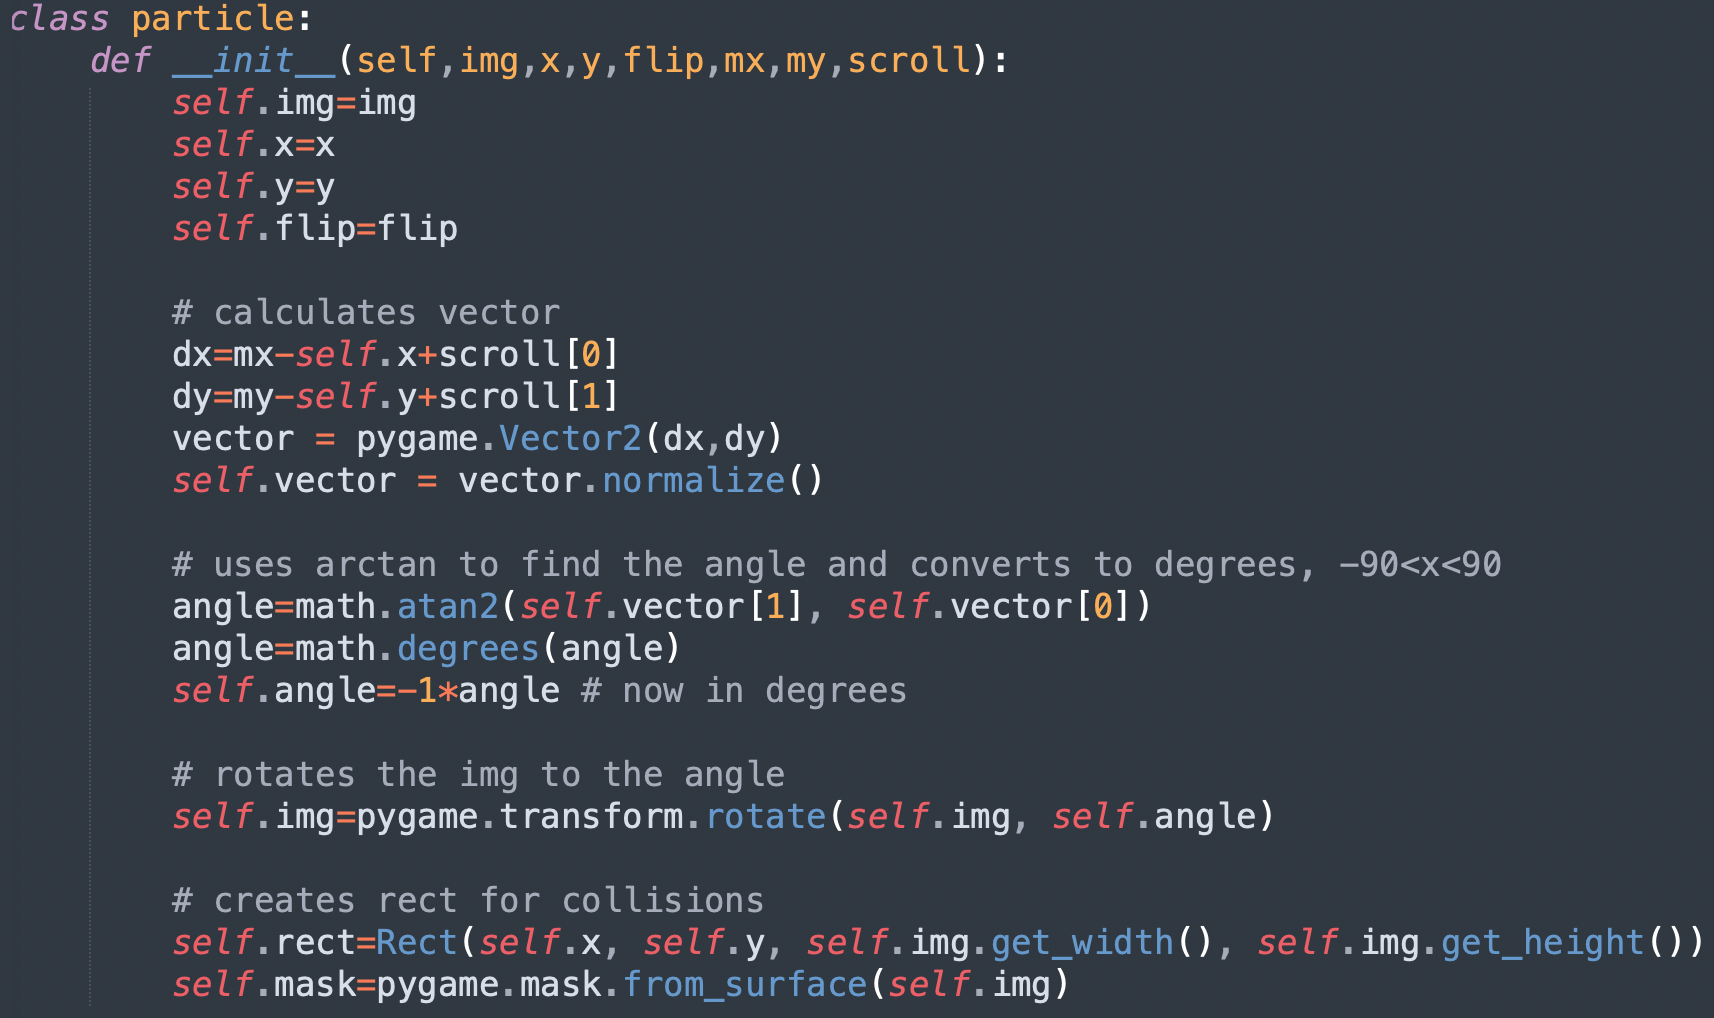 class particle:
    def __init__(self,img,x,y,flip,mx,my,scroll):
        self.img=img
        self.x=x
        self.y=y
        self.flip=flip

        # calculates vector
        dx=mx-self.x+scroll[0]
        dy=my-self.y+scroll[1]
        vector = pygame.Vector2(dx,dy)
        self.vector = vector.normalize()

        # uses arctan to find the angle and converts to degrees, -90<x<90
        angle=math.atan2(self.vector[1], self.vector[0])
        angle=math.degrees(angle)
        self.angle=-1*angle # now in degrees

        # rotates the img to the angle
        self.img=pygame.transform.rotate(self.img, self.angle)

        # creates rect for collisions
        self.rect=Rect(self.x, self.y, self.img.get_width(), self.img.get_height())
        self.mask=pygame.mask.from_surface(self.img)